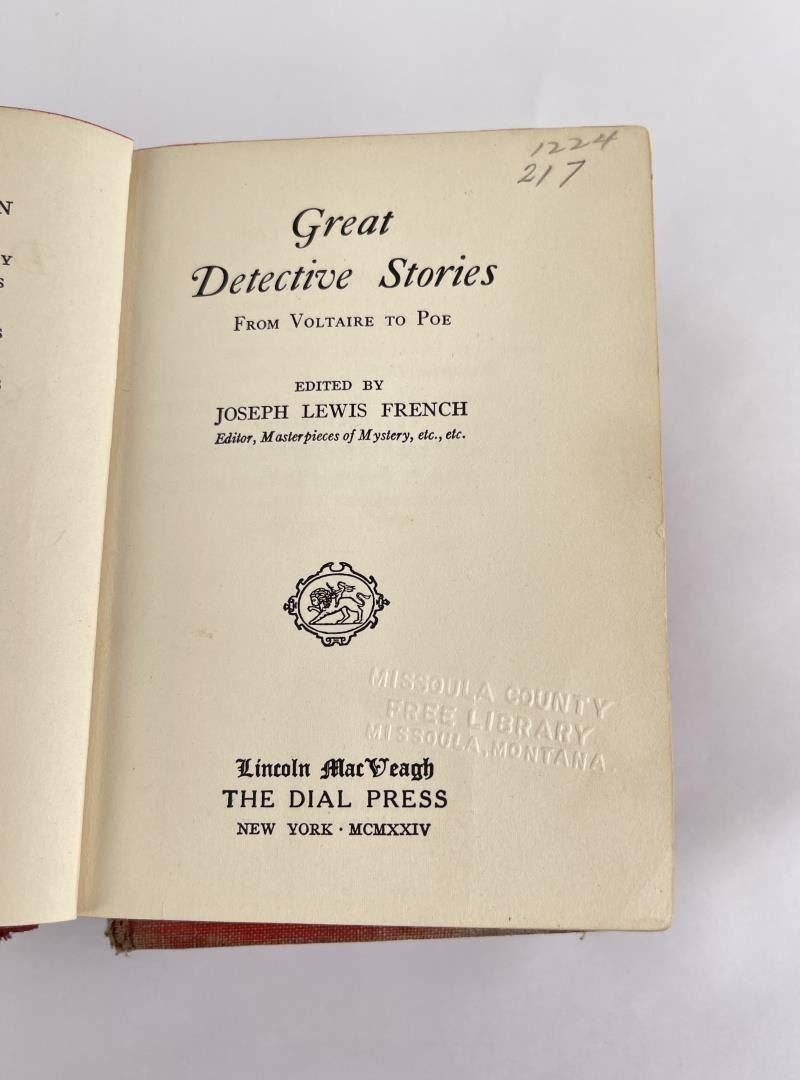 N
Y
S
S
S
1224
217
Great
Detective Stories
FROM VOLTAIRE TO POE
EDITED BY
JOSEPH LEWIS FRENCH
Editor, Masterpieces of Mystery, etc., etc.
MISSOULA COUNTY
FREE LIBRARY
MISSOULA, MONTANA.
Lincoln MacVeagh
THE DIAL PRESS
NEW YORK · MCMXXIV